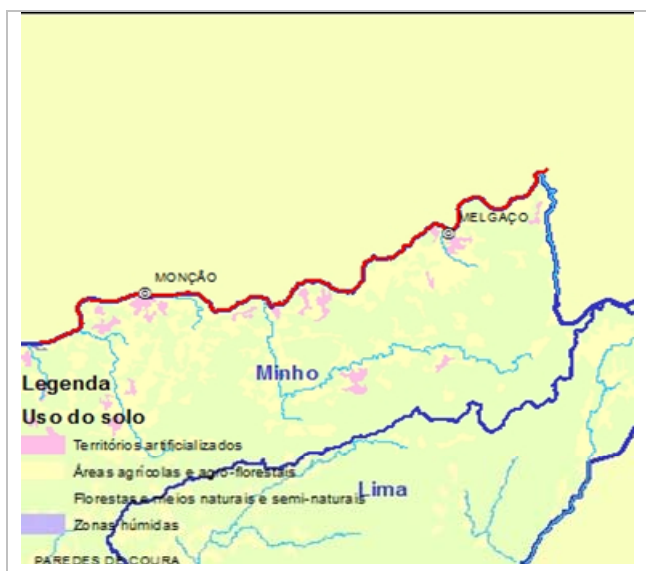 MELGAÇO
MONÇÃO
Minho
Legenda
Uso do solo
Territórios artificializados
Áreas agrícolas e agro-florestais
Florestas e meios naturais e semi-naturais
Lima
Zonas húmidas
PAREDES DE COURA